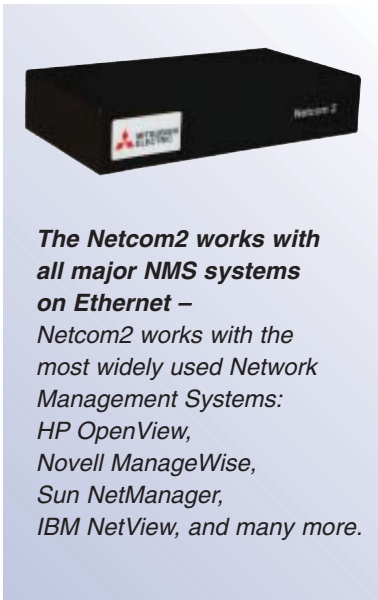 MITSUBISHI
ELECTRIC
Netcom 2
The Netcom2 works with
all major NMS systems
on Ethernet –
Netcom2 works with the
most widely used Network
Management Systems:
HP OpenView,
Novell ManageWise,
Sun NetManager,
IBM NetView, and many more.